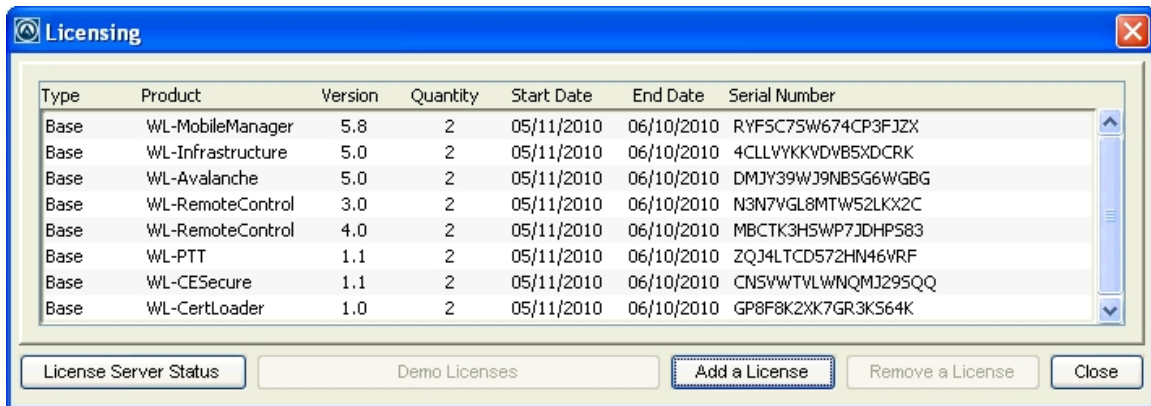 Licensing
Type Product Version Quantity Start Date End Date Serial Number
Base WL-MobileManager 5.8 2 05/11/2010 06/10/2010 RYFSC7SW674CP3FJZX
Base WL-Infrastructure 5.0 2 05/11/2010 06/10/2010 4CLLVYKKVDVB5XDCRK
Base WL-Avalanche 5.0 2 05/11/2010 06/10/2010 DMJY39WJ9NBSG6WGBG
Base WL-RemoteControl 3.0 2 05/11/2010 06/10/2010 N3N7VGL8MTW52LKX2C
Base WL-RemoteControl 4.0 2 05/11/2010 06/10/2010 MBCTK3HSWP7JDHPS83
Base WL-PTT 1.1 2 05/11/2010 06/10/2010 ZQJ4LTCD572HN46VRF
Base WL-CESecure 1.1 2 05/11/2010 06/10/2010 CNSVWTVLWNQMJ29SQQ
Base WL-CertLoader 1.0 2 05/11/2010 06/10/2010 GP8F8K2XK7GR3KS64K
License Server Status Demo Licenses Add a License Remove a License Close